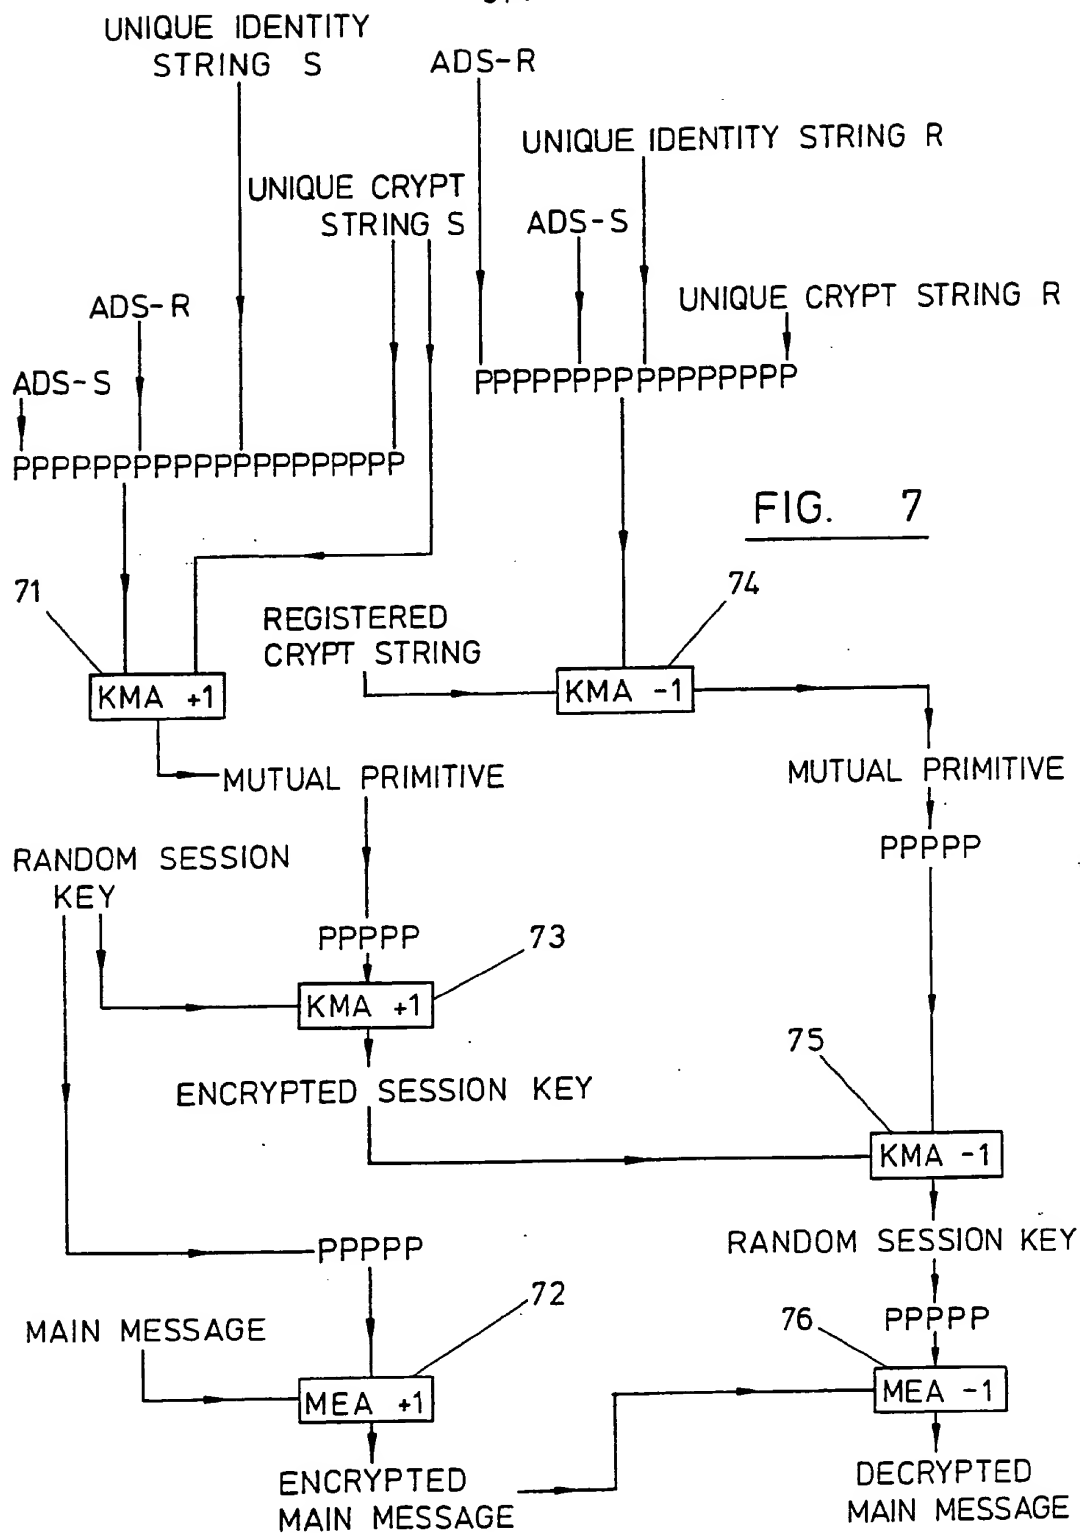 UNIQUE IDENTITY
STRING S
ADS-R
UNIQUE IDENTITY STRING R
UNIQUE CRYPT
STRING S
ADS-S
UNIQUE CRYPT STRING R
ADS-R
ADS-S
PPPPPPPPPPPPPPPP
PPPPPPPPPPPPPPPPPPPP
FIG. 7
71
74
REGISTERED
CRYPT STRING
KMA +1
KMA -1
MUTUAL PRIMITIVE
MUTUAL PRIMITIVE
PPPPP
RANDOM SESSION
KEY
PPPPP
73
KMA +1
75
ENCRYPTED SESSION KEY
KMA -1
RANDOM SESSION KEY
PPPPP
72
PPPPP
76
MAIN MESSAGE
MEA +1
MEA -1
ENCRYPTED
MAIN MESSAGE
DECRYPTED
MAIN MESSAGE